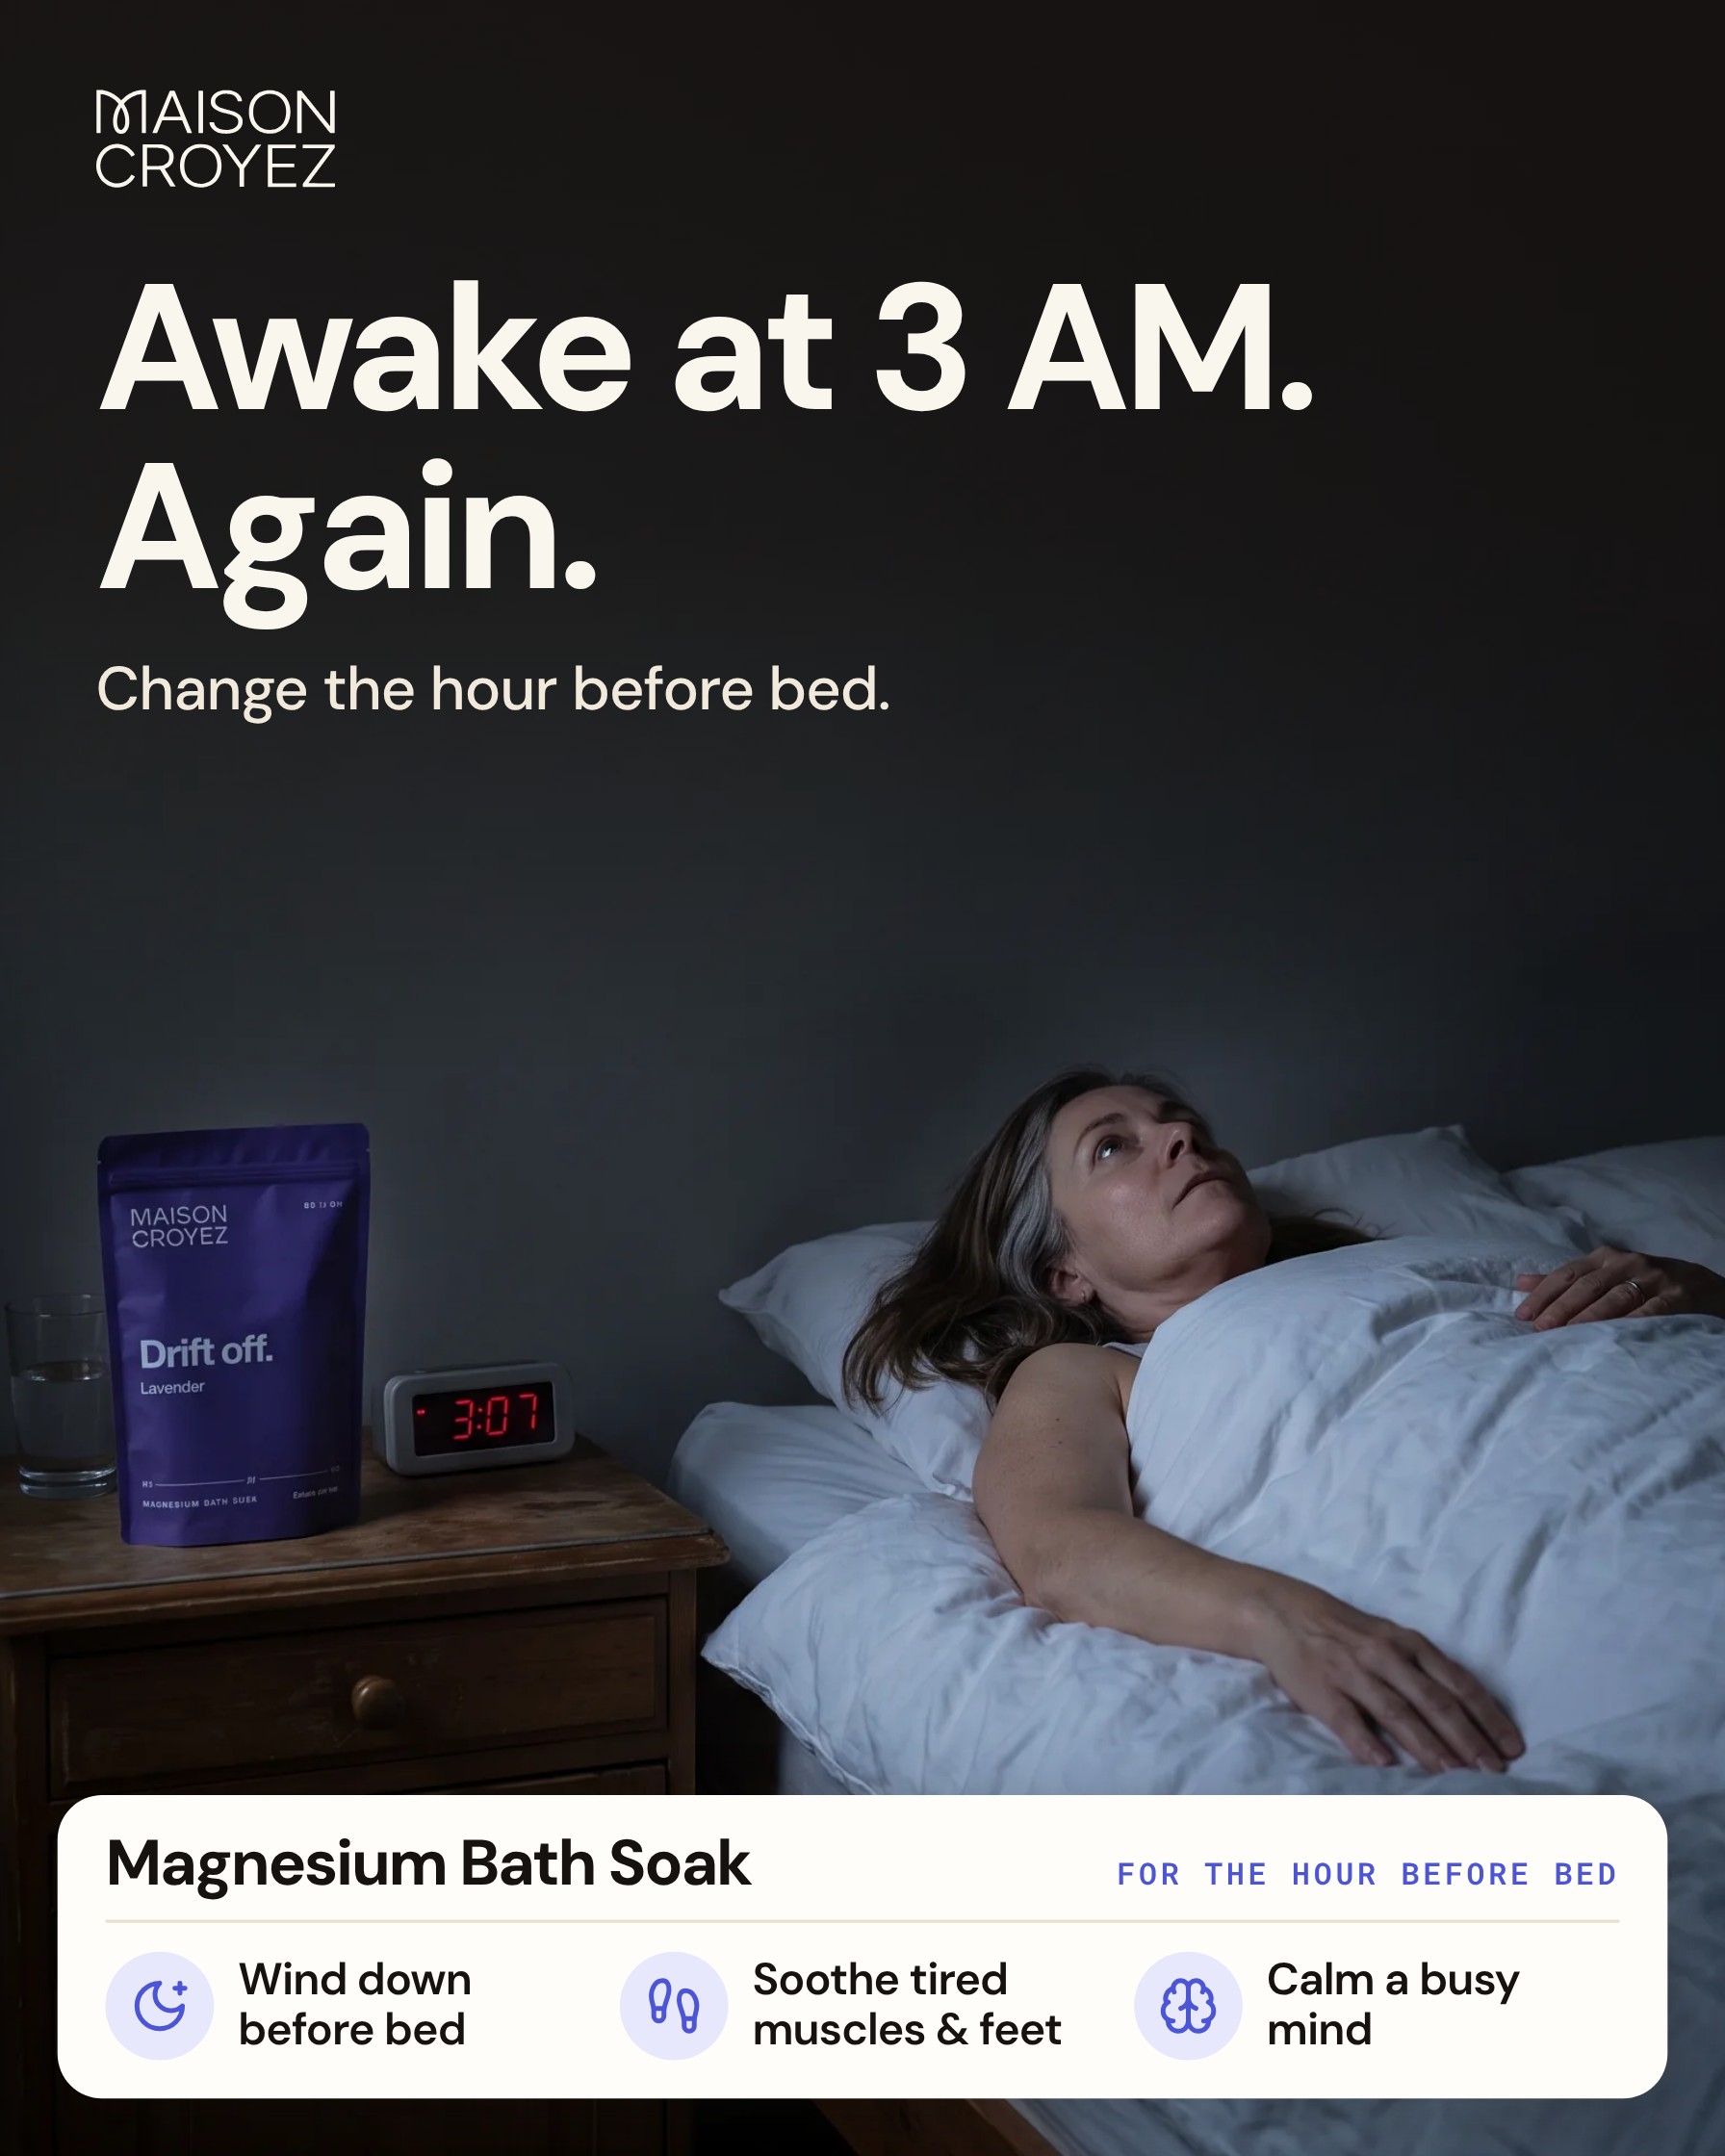 MAISON
CROYEZ
Awake at 3 AM.
Again.
Change the hour before bed.
MAISON
CROYEZ
Drift off.
Lavender
MAGNESIUM
3:07
Magnesium Bath Soak
FOR THE HOUR BEFORE BED
Wind down
before bed
Soothe tired
muscles & feet
Calm a busy
mind